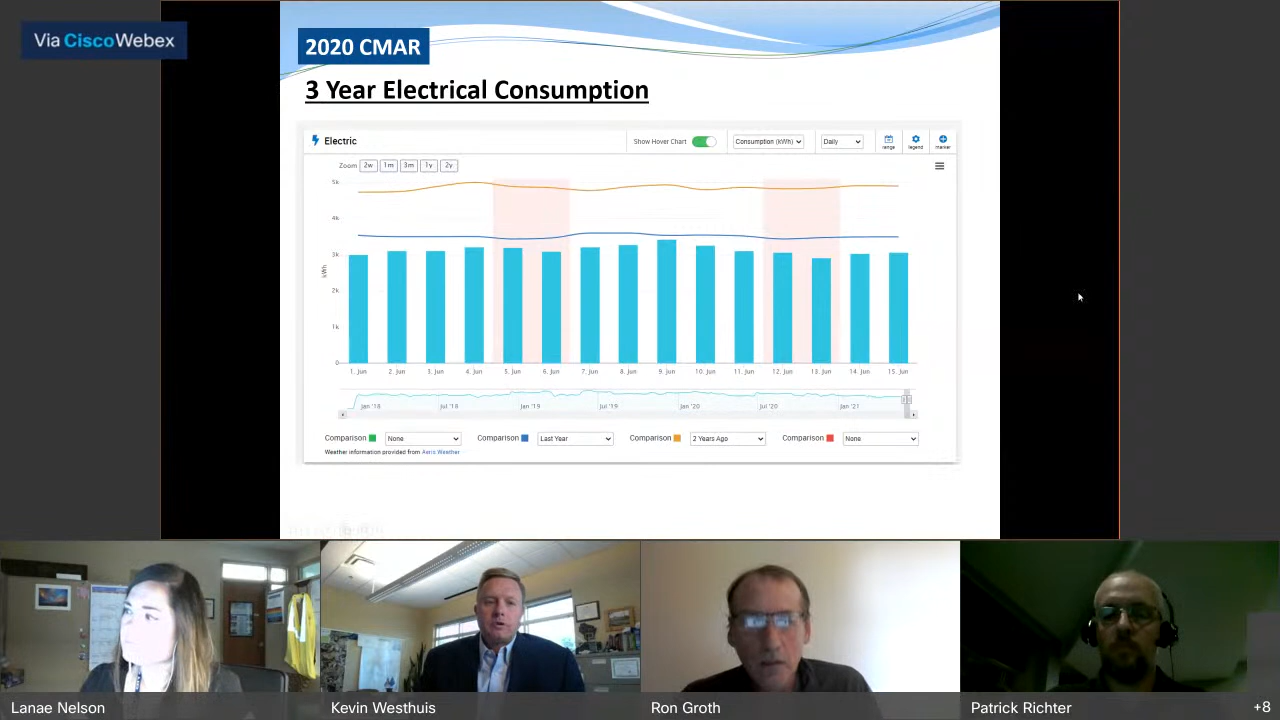 Via Cisco Webex
2020 CMAR
3 Year Electrical Consumption
Electric
Show Hover Chart
Consumption (kWh)
Daily
range
legend
marker
Zoom 2w 1m 3m 1y 2y
5k
4k
3k
2k
1k
0
kWh
1. Jun 2. Jun 3. Jun 4. Jun 5. Jun 6. Jun 7. Jun 8. Jun 9. Jun 10. Jun 11. Jun 12. Jun 13. Jun 14. Jun 15. Jun
Jan '18 Jul '18 Jan '19 Jul '19 Jan '20 Jul '20 Jan '21
Comparison None Comparison Last Year Comparison 2 Years Ago Comparison None
Weather information provided from Aeris Weather
Lanae Nelson Kevin Westhuis Ron Groth Patrick Richter +8